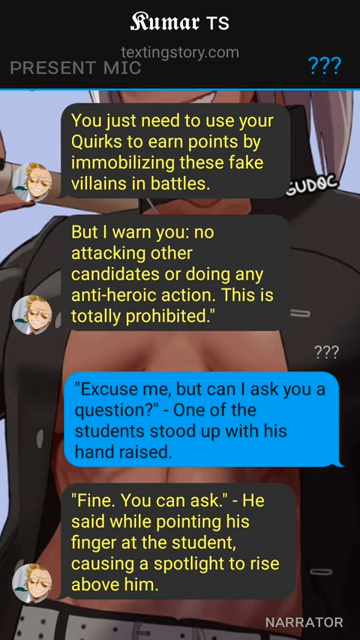 𝕶umar TS
textingstory.com
PRESENT MIC
???
You just need to use your
Quirks to earn points by
immobilizing these fake
villains in battles.
GUDOC
But I warn you: no
attacking other
candidates or doing any
anti-heroic action. This is
totally prohibited."
???
"Excuse me, but can I ask you a
question?" - One of the
students stood up with his
hand raised.
"Fine. You can ask." - He
said while pointing his
finger at the student,
causing a spotlight to rise
above him.
NARRATOR